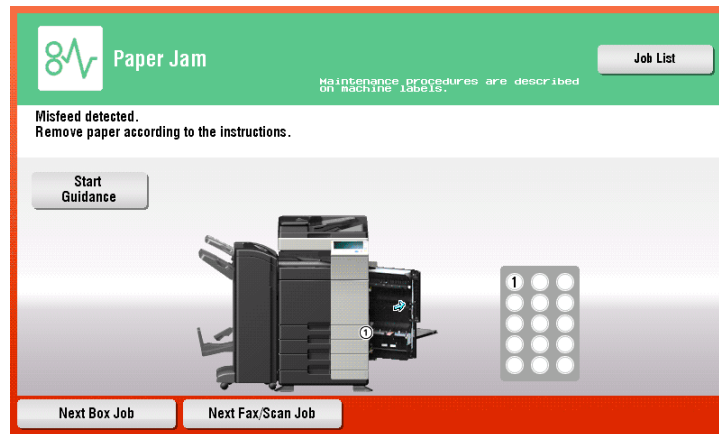 Paper Jam
Job List
Maintenance procedures are described
on machine labels.
Misfeed detected.
Remove paper according to the instructions.
Start
Guidance
1
1
Next Box Job
Next Fax/Scan Job